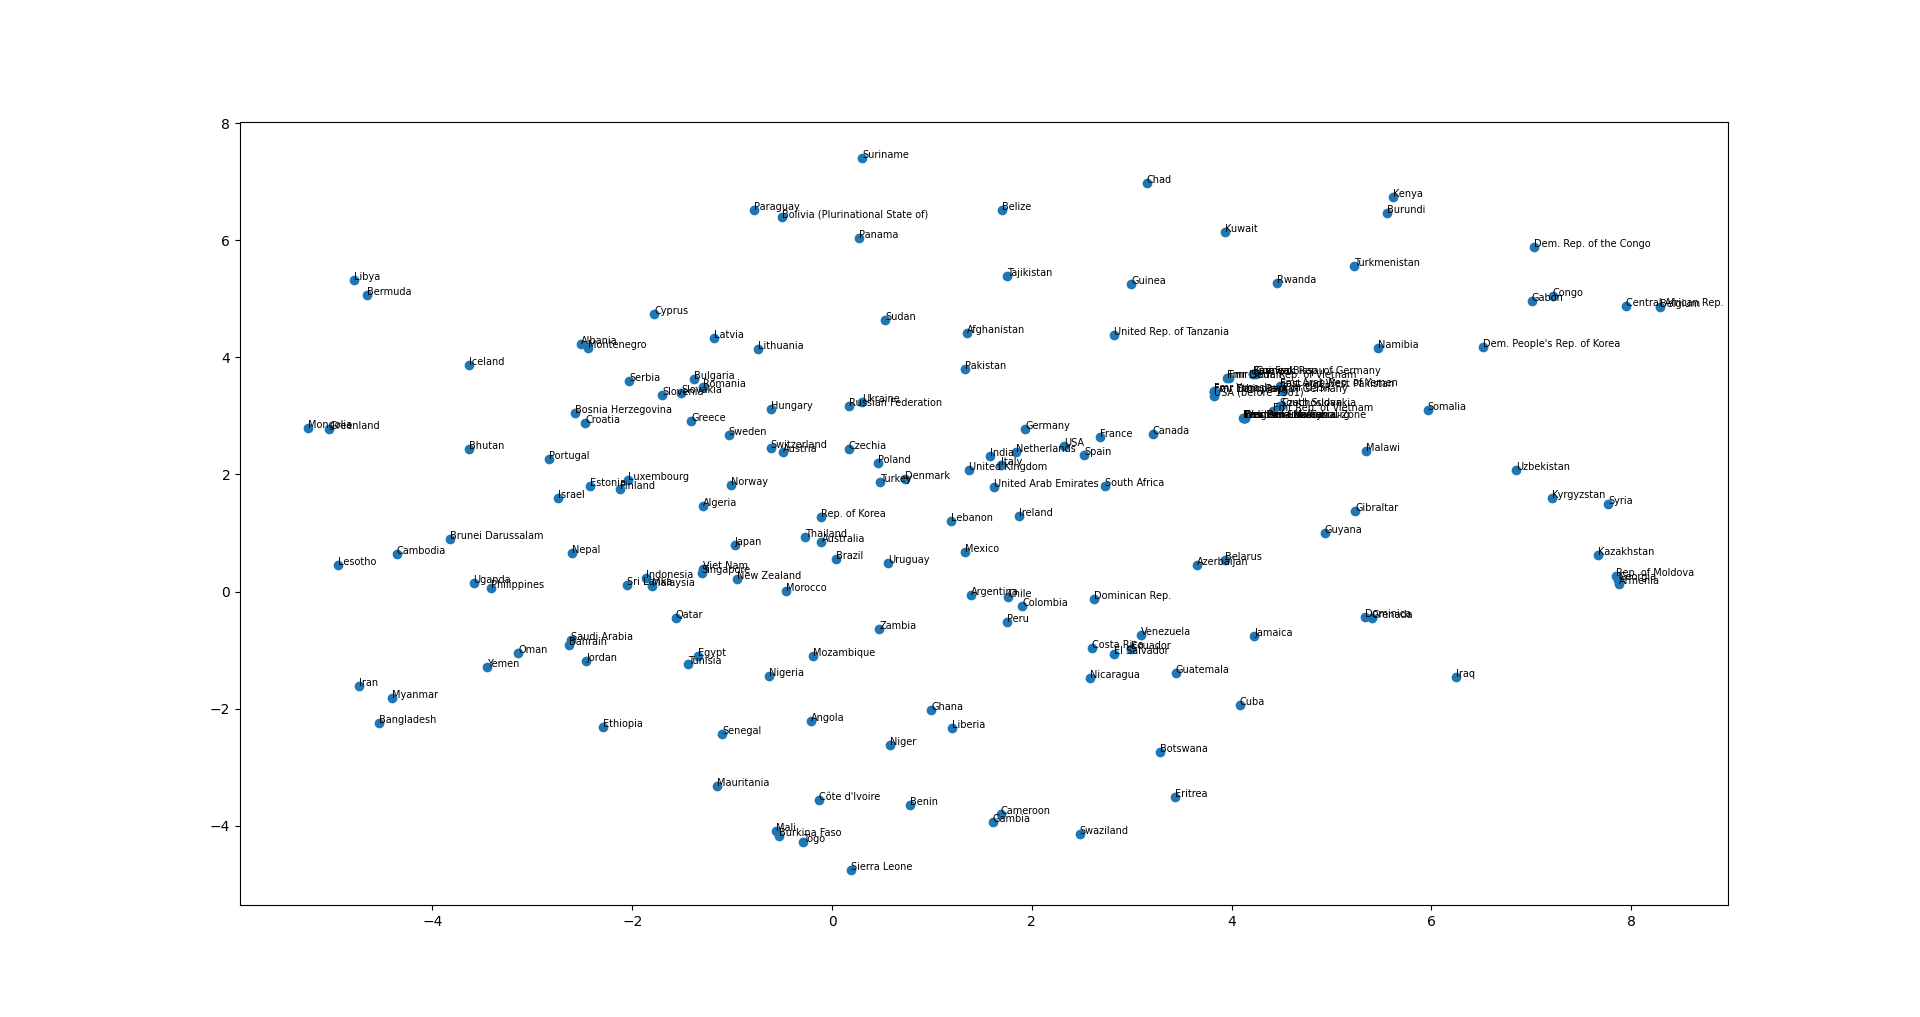 8
Suriname
Chad
Kenya
Paraguay
Belize
Burundi
Bolivia (Plurinational State of)
Kuwait
Panama
6
Dem. Rep. of the Congo
Turkmenistan
Libya
Tajikistan
Guinea
Rwanda
Bermuda
Congo
Gabon
Central African Rep.
Belgium
Cyprus
Sudan
Afghanistan
United Rep. of Tanzania
Latvia
Albania
Montenegro
Lithuania
Namibia
Dem. People's Rep. of Korea
4
Iceland
Pakistan
Serbia
Bulgaria
Romania
Slovakia
Slovenia
USA (before 1981)
Ukraine
Russian Federation
Hungary
Bosnia Herzegovina
Somalia
Croatia
Greece
Mongolia
Greenland
Sweden
Germany
France
Canada
Bhutan
Switzerland
Austria
Czechia
USA
Netherlands
India
Spain
Malawi
Portugal
Poland
Italy
2
United Kingdom
Uzbekistan
Luxembourg
Estonia
Finland
Norway
Turkey
Denmark
United Arab Emirates
South Africa
Israel
Kyrgyzstan
Syria
Algeria
Gibraltar
Rep. of Korea
Lebanon
Ireland
Guyana
Brunei Darussalam
Thailand
Australia
Japan
Cambodia
Nepal
Mexico
Brazil
Uruguay
Belarus
Azerbaijan
Kazakhstan
Lesotho
Viet Nam
Singapore
Indonesia
New Zealand
Rep. of Moldova
Georgia
Armenia
Uganda
Philippines
Sri Lanka
Malaysia
Morocco
0
Argentina
Chile
Dominican Rep.
Colombia
Qatar
Peru
Dominica
Grenada
Zambia
Saudi Arabia
Bahrain
Venezuela
Jamaica
Costa Rica
Ecuador
El Salvador
Oman
Jordan
Egypt
Tunisia
Mozambique
Yemen
Nigeria
Nicaragua
Guatemala
Iraq
Iran
Myanmar
−2
Cuba
Ghana
Bangladesh
Angola
Ethiopia
Liberia
Senegal
Niger
Botswana
Mauritania
Côte d'Ivoire
Benin
Eritrea
Cameroon
Gambia
−4
Mali
Burkina Faso
Togo
Swaziland
Sierra Leone
−4
−2
0
2
4
6
8